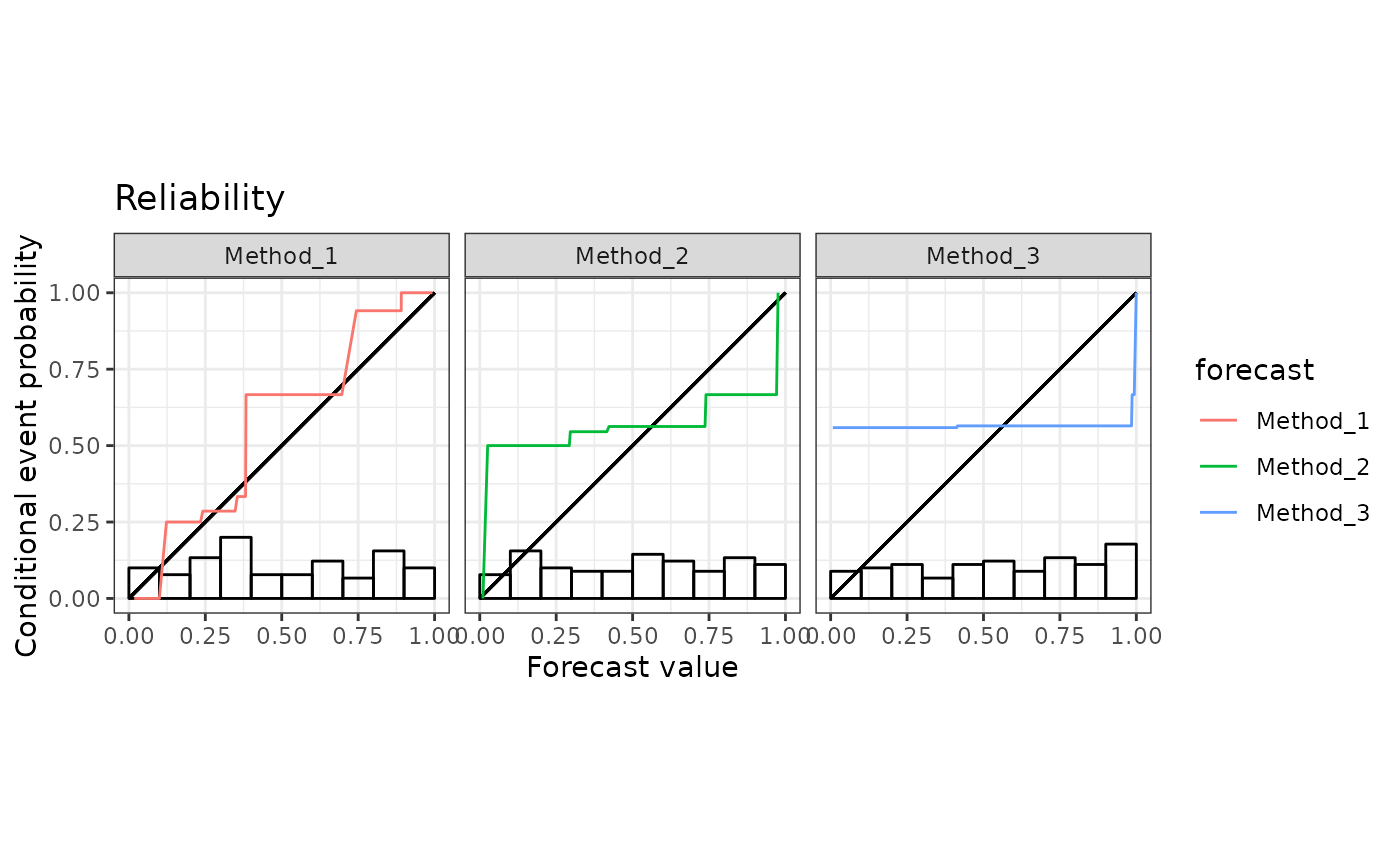 Reliability
Method_1 Method_2 Method_3
Conditional event probability
1.00
0.75
0.50
0.25
0.00
0.00 0.25 0.50 0.75 1.00 0.00 0.25 0.50 0.75 1.00 0.00 0.25 0.50 0.75 1.00
Forecast value
forecast
Method_1
Method_2
Method_3